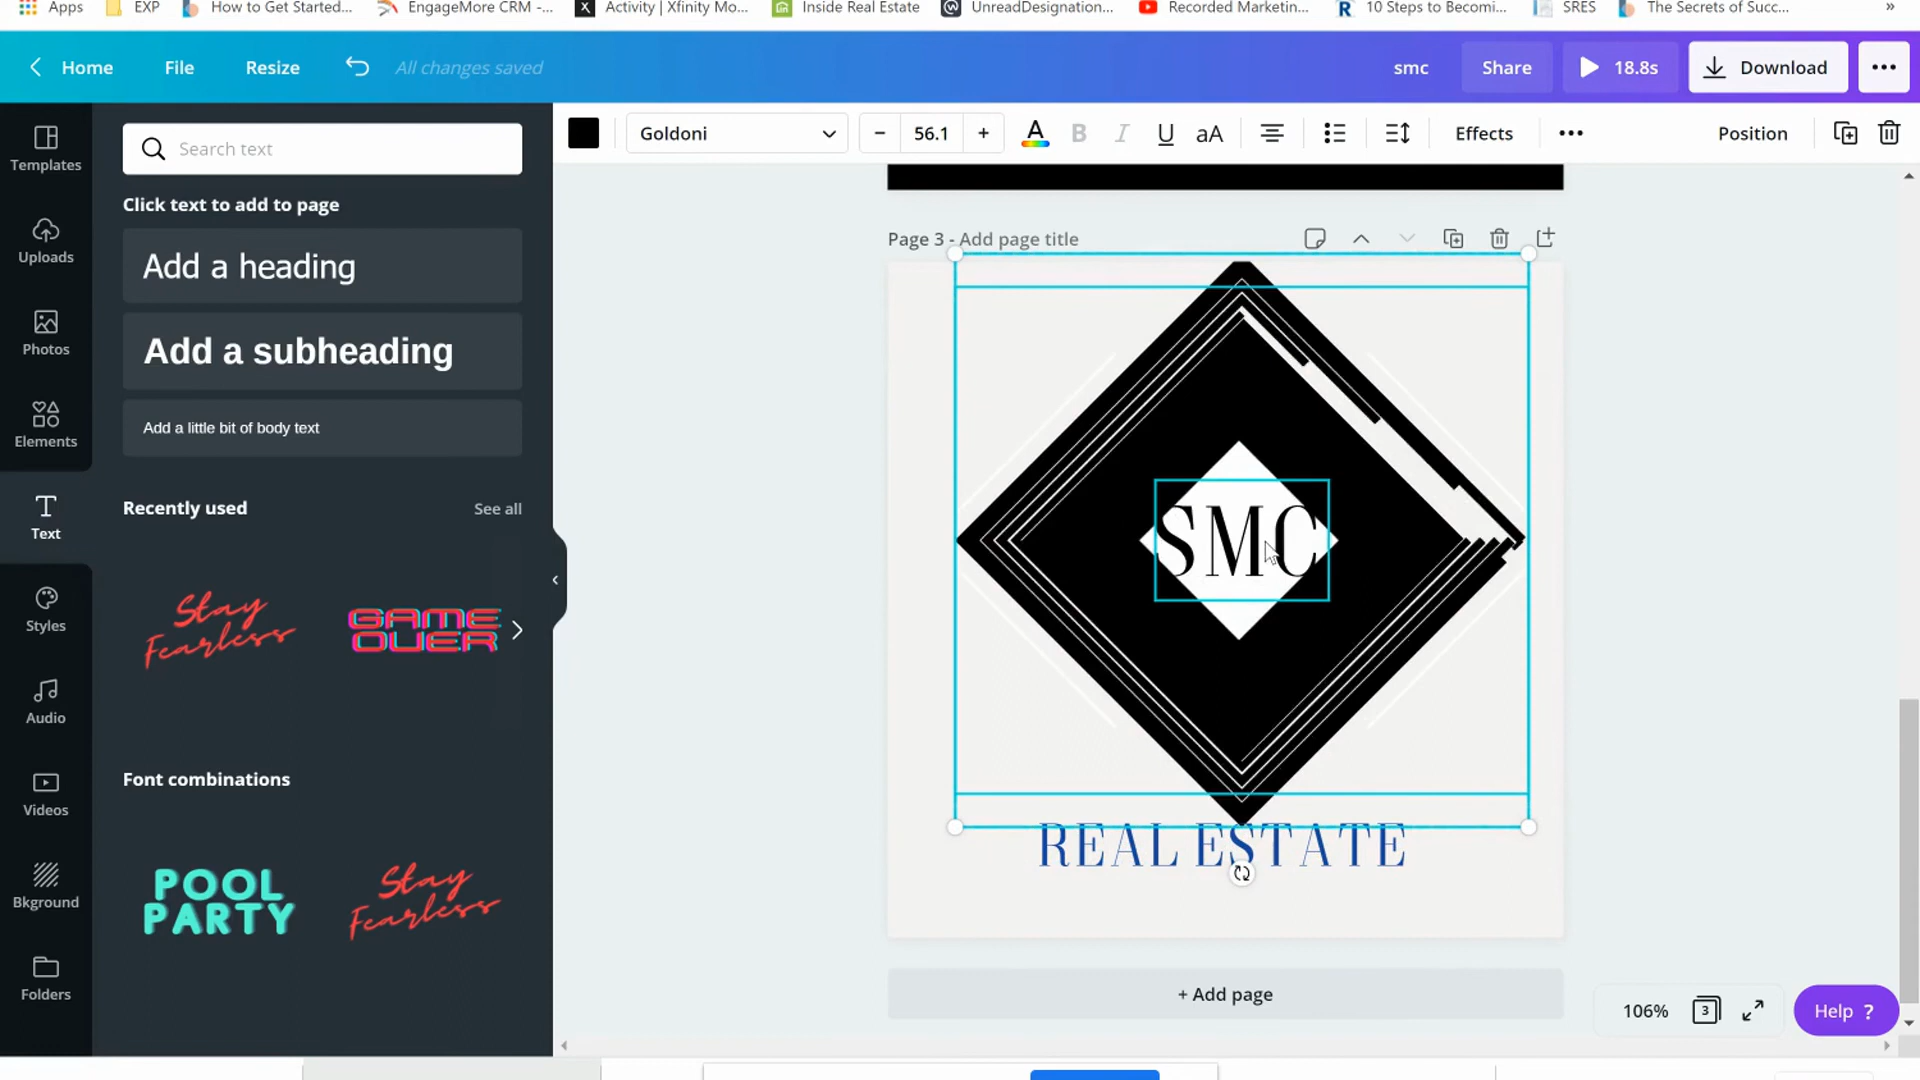 Apps EXP How to Get Started... EngageMore CRM -... Activity | Xfinity Mo... Inside Real Estate UnreadDesignation... Recorded Marketin... 10 Steps to Becomi... SRES The Secrets of Succ... »
Home File Resize All changes saved smc Share 18.8s Download
Goldoni 56.1 A B I U aA Effects Position
Templates
Uploads
Photos
Elements
Text
Styles
Audio
Videos
Bkground
Folders
Search text
Click text to add to page
Add a heading
Add a subheading
Add a little bit of body text
Recently used See all
Stay
Fearless
GAME
OVER
Font combinations
POOL
PARTY
Stay
Fearless
Page 3 - Add page title
SMC
REAL ESTATE
+ Add page
106% 3 Help ?